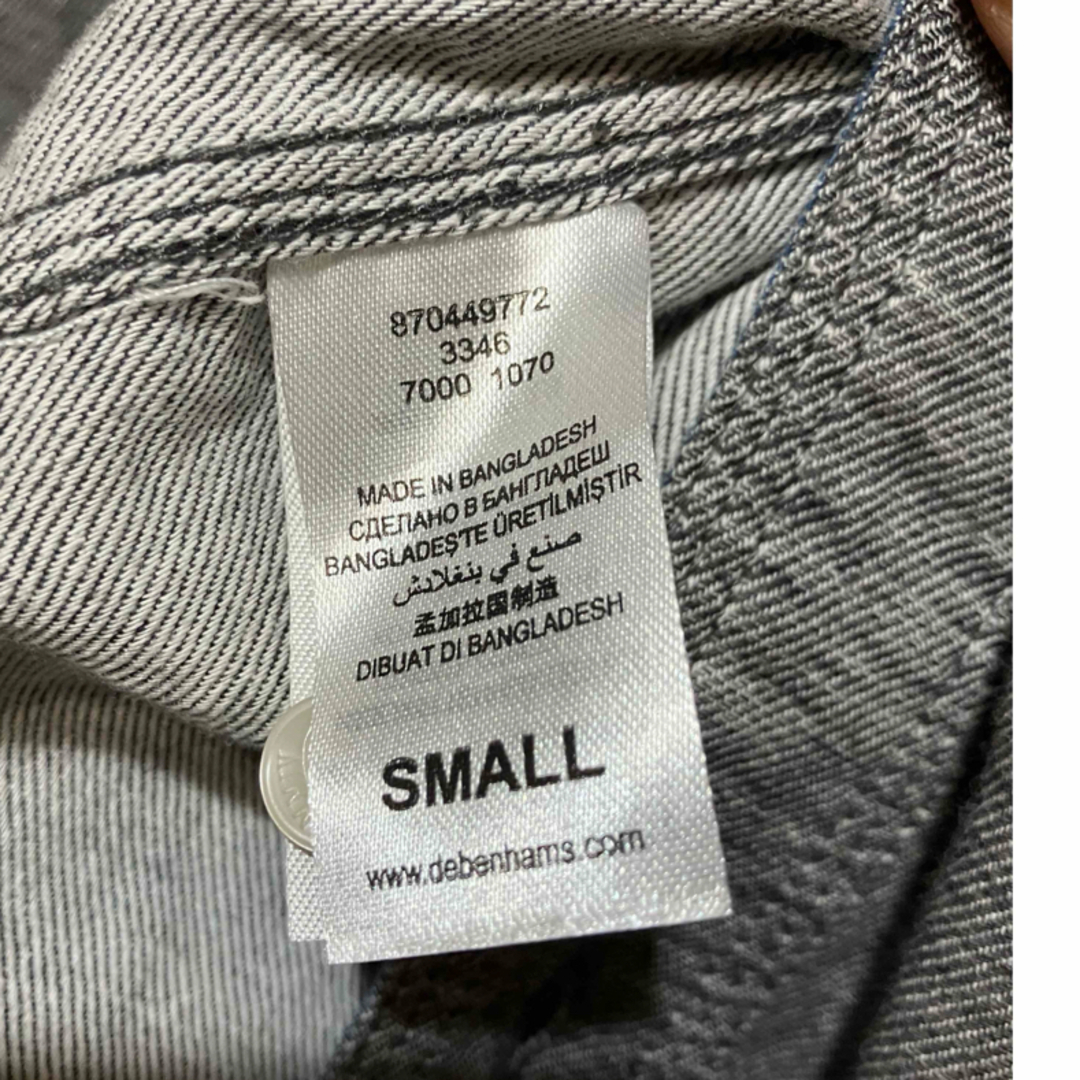 870449772
3346
7000 1070
MADE IN BANGLADESH
СДЕЛАНО В БАНГЛАДЕШ
BANGLADEŞ'TE ÜRETİLMİŞTİR
صنع في بنغلادش
孟加拉国制造
DIBUAT DI BANGLADESH
SMALL
www.debenhams.com